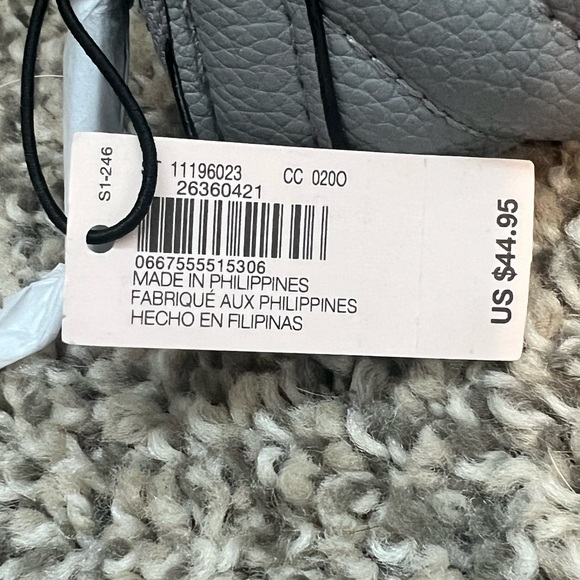 S1-246
11196023 CC 020O
26360421
0667555515306
MADE IN PHILIPPINES
FABRIQUÉ AUX PHILIPPINES
HECHO EN FILIPINAS
US $44.95